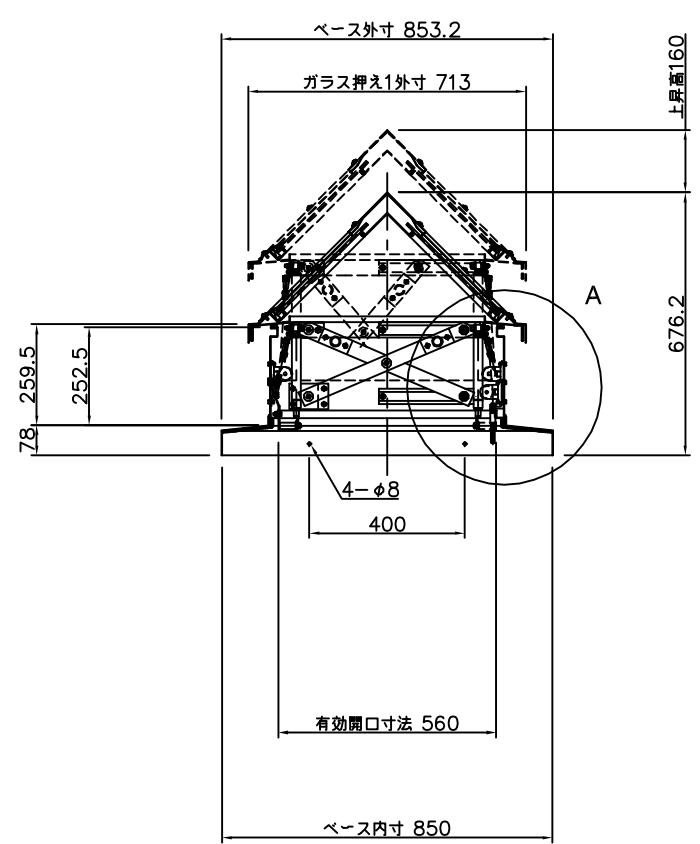 ベース外寸 853.2
ガラス押え1外寸 713
上昇高160
A
676.2
259.5
252.5
78
4-φ8
400
有効開口寸法 560
ベース内寸 850